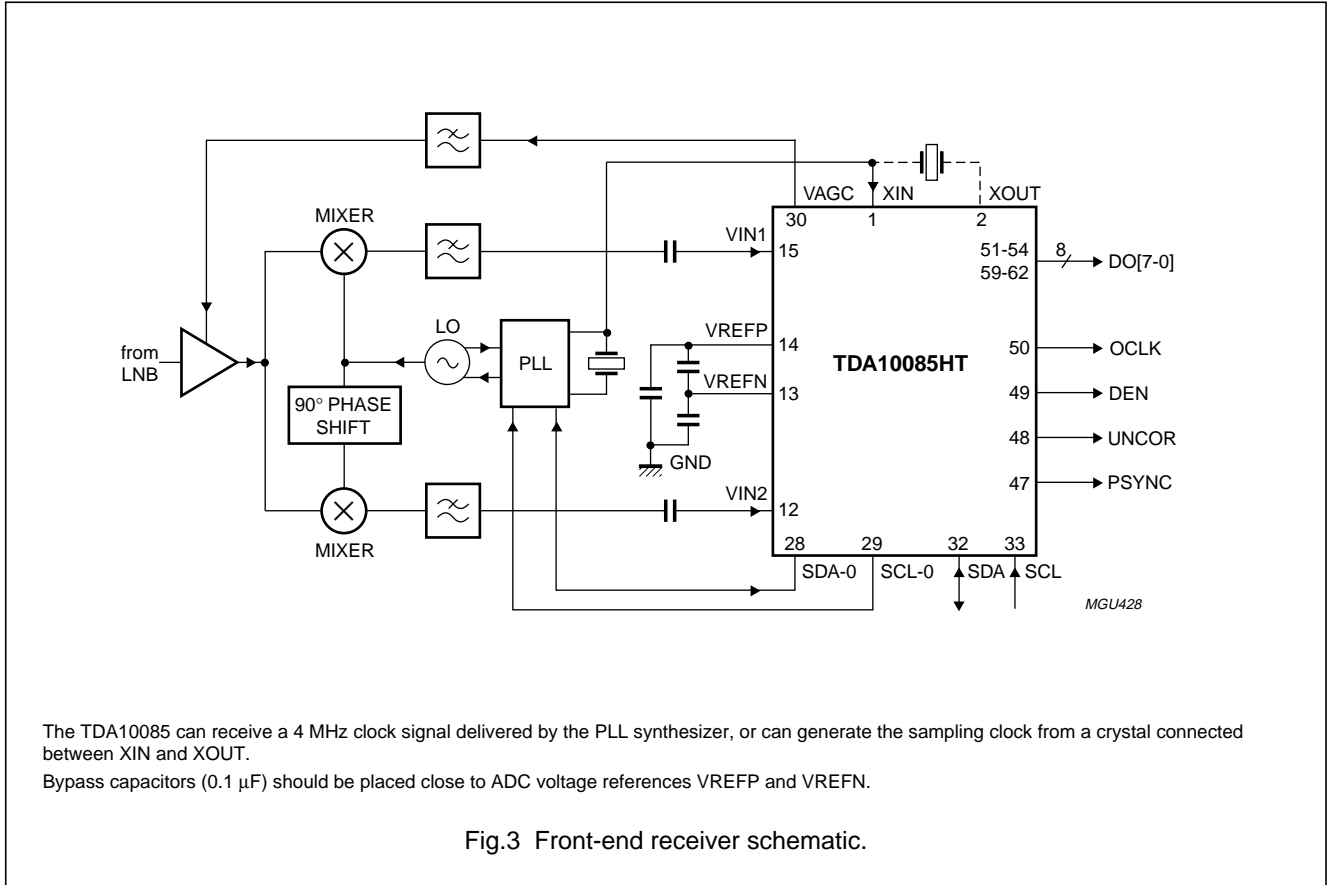 VAGC
XIN
XOUT
30
1
2
MIXER
VIN1
15
51-54
59-62
8
DO[7-0]
from
LNB
LO
PLL
VREFP
14
VREFN
13
TDA10085HT
50
OCLK
49
DEN
90° PHASE
SHIFT
48
UNCOR
GND
47
PSYNC
VIN2
12
MIXER
28
29
32
33
SDA-0
SCL-0
SDA
SCL
MGU428
The TDA10085 can receive a 4 MHz clock signal delivered by the PLL synthesizer, or can generate the sampling clock from a crystal connected
between XIN and XOUT.
Bypass capacitors (0.1 μF) should be placed close to ADC voltage references VREFP and VREFN.
Fig.3 Front-end receiver schematic.